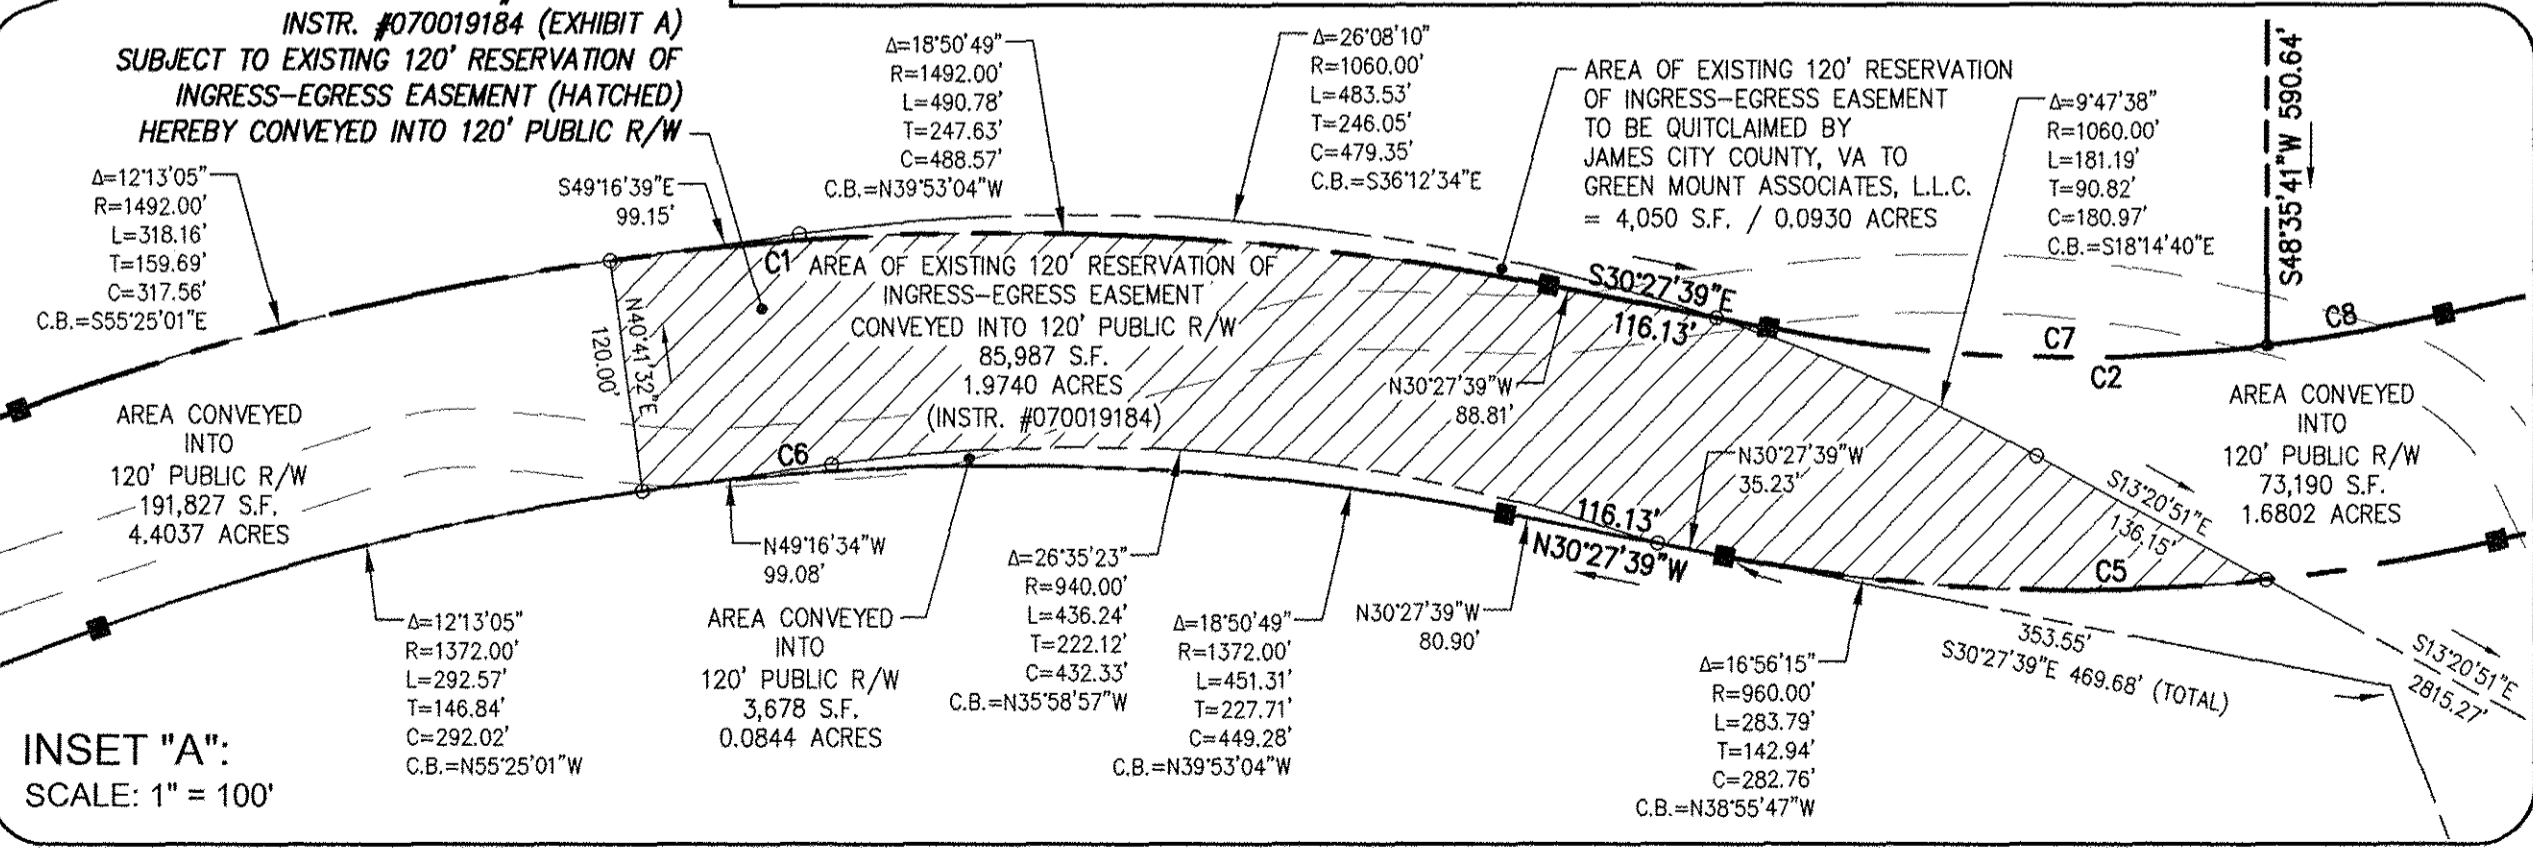 INSTR. #070019184 (EXHIBIT A)
SUBJECT TO EXISTING 120' RESERVATION OF
INGRESS-EGRESS EASEMENT (HATCHED)
HEREBY CONVEYED INTO 120' PUBLIC R/W
Δ=12°13'05"
R=1492.00'
L=318.16'
T=159.69'
C=317.56'
C.B.=S55°25'01"E
S49°16'39"E
99.15'
Δ=18°50'49"
R=1492.00'
L=490.78'
T=247.63'
C=488.57'
C.B.=N39°53'04"W
Δ=26°08'10"
R=1060.00'
L=483.53'
T=246.05'
C=479.35'
C.B.=S36°12'34"E
AREA OF EXISTING 120' RESERVATION
OF INGRESS-EGRESS EASEMENT
TO BE QUITCLAIMED BY
JAMES CITY COUNTY, VA TO
GREEN MOUNT ASSOCIATES, L.L.C.
= 4,050 S.F. / 0.0930 ACRES
Δ=9°47'38"
R=1060.00'
L=181.19'
T=90.82'
C=180.97'
C.B.=S18°14'40"E
S48°35'41"W 590.64'
C1
AREA OF EXISTING 120' RESERVATION OF
INGRESS-EGRESS EASEMENT
CONVEYED INTO 120' PUBLIC R/W
85,987 S.F.
1.9740 ACRES
(INSTR. #070019184)
N40°41'32"E
120.00'
S30°27'39"E
116.13'
N30°27'39"W
88.81'
C7
C2
C8
AREA CONVEYED
INTO
120' PUBLIC R/W
191,827 S.F.
4.4037 ACRES
C6
N30°27'39"W
35.23'
116.13'
N30°27'39"W
S13°20'51"E
136.15'
AREA CONVEYED
INTO
120' PUBLIC R/W
73,190 S.F.
1.6802 ACRES
C5
N49°16'34"W
99.08'
AREA CONVEYED
INTO
120' PUBLIC R/W
3,678 S.F.
0.0844 ACRES
Δ=12°13'05"
R=1372.00'
L=292.57'
T=146.84'
C=292.02'
C.B.=N55°25'01"W
Δ=26°35'23"
R=940.00'
L=436.24'
T=222.12'
C=432.33'
C.B.=N35°58'57"W
Δ=18°50'49"
R=1372.00'
L=451.31'
T=227.71'
C=449.28'
C.B.=N39°53'04"W
N30°27'39"W
80.90'
Δ=16°56'15"
R=960.00'
L=283.79'
T=142.94'
C=282.76'
C.B.=N38°55'47"W
353.55'
S30°27'39"E 469.68' (TOTAL)
S13°20'51"E
2815.27'
INSET "A":
SCALE: 1" = 100'